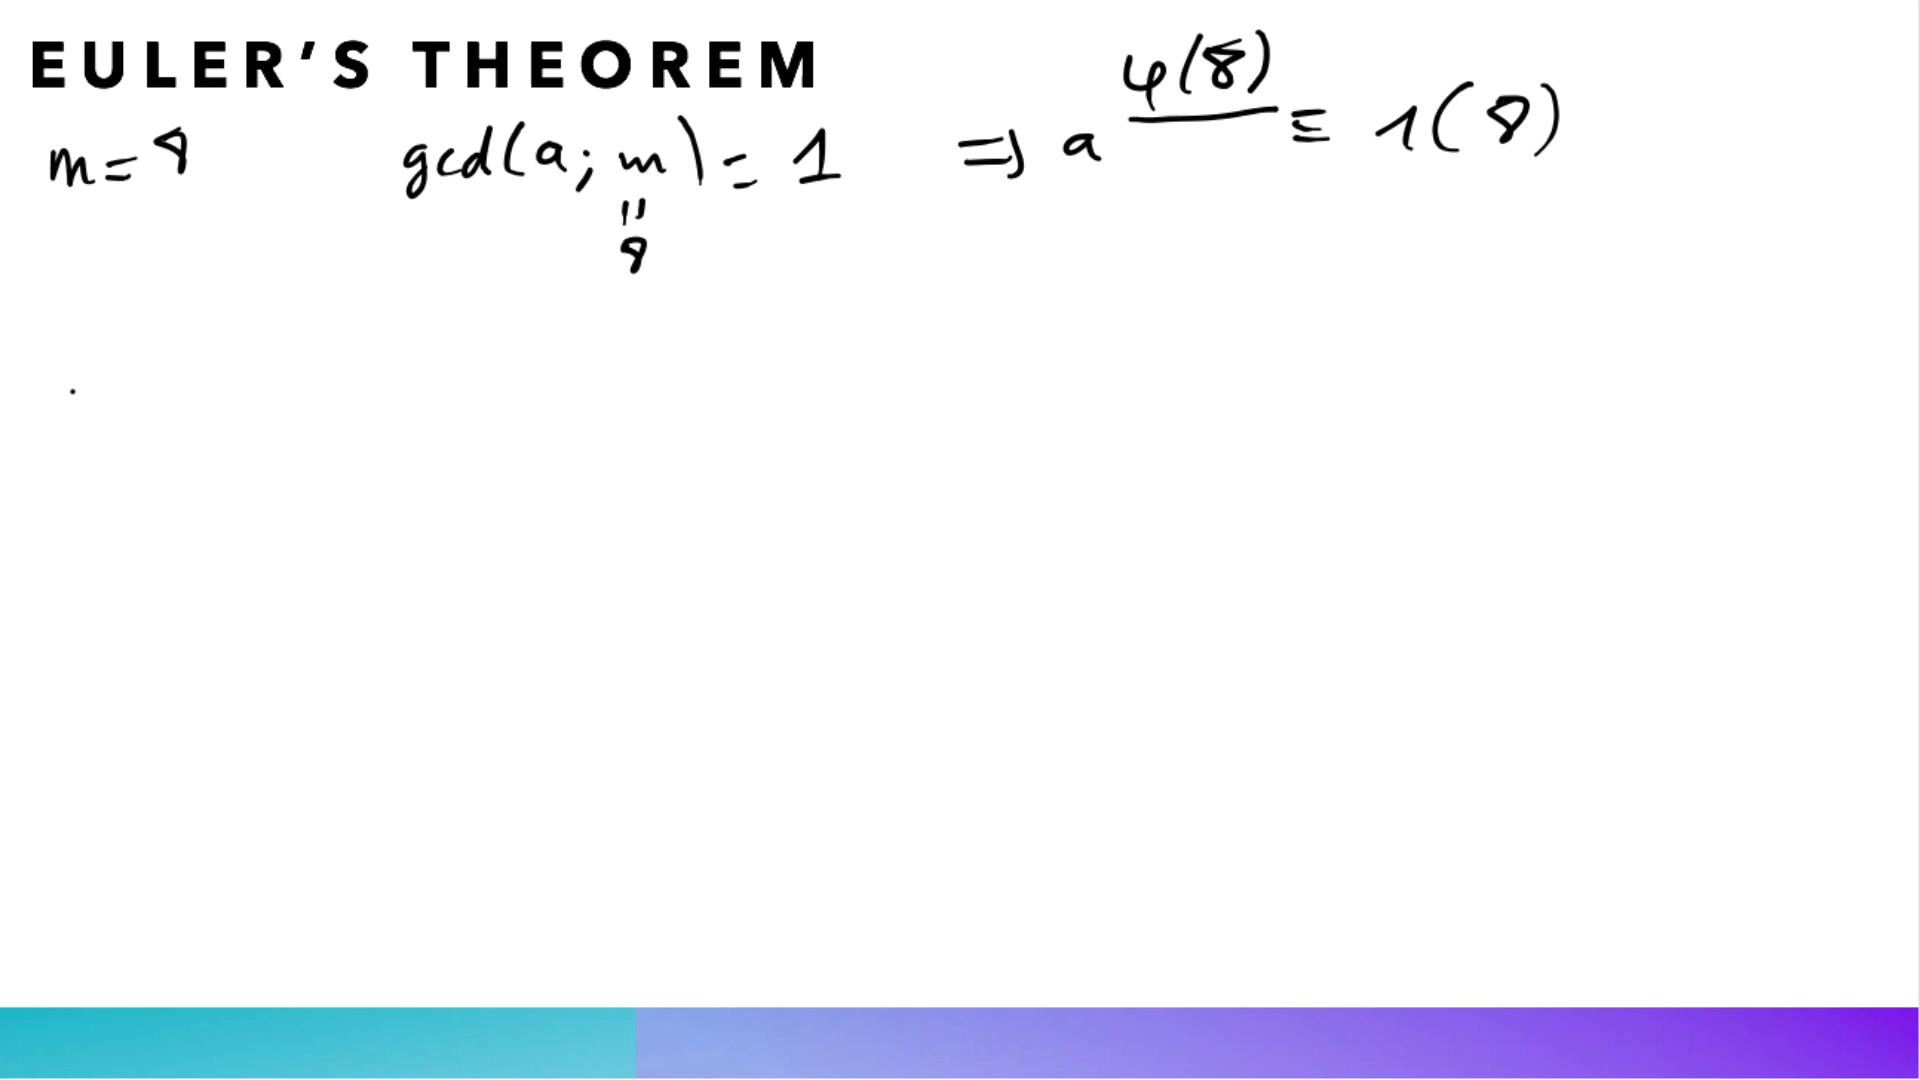 EULER'S THEOREM
m = 8 gcd(a; m) = 1 ⇒ a^φ(8) ≡ 1(8)
"
8